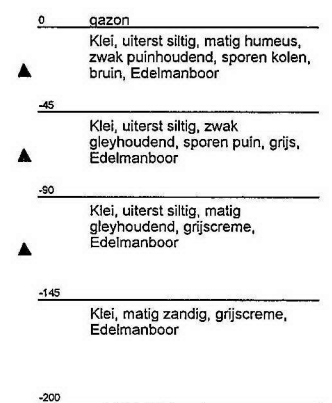 0 gazon
Klei, uiterst siltig, matig humeus,
zwak puinhoudend, sporen kolen,
bruin, Edelmanboor
-45
Klei, uiterst siltig, zwak
gleyhoudend, sporen puin, grijs,
Edelmanboor
-90
Klei, uiterst siltig, matig
gleyhoudend, grijscreme,
Edelmanboor
-145
Klei, matig zandig, grijscreme,
Edelmanboor
-200